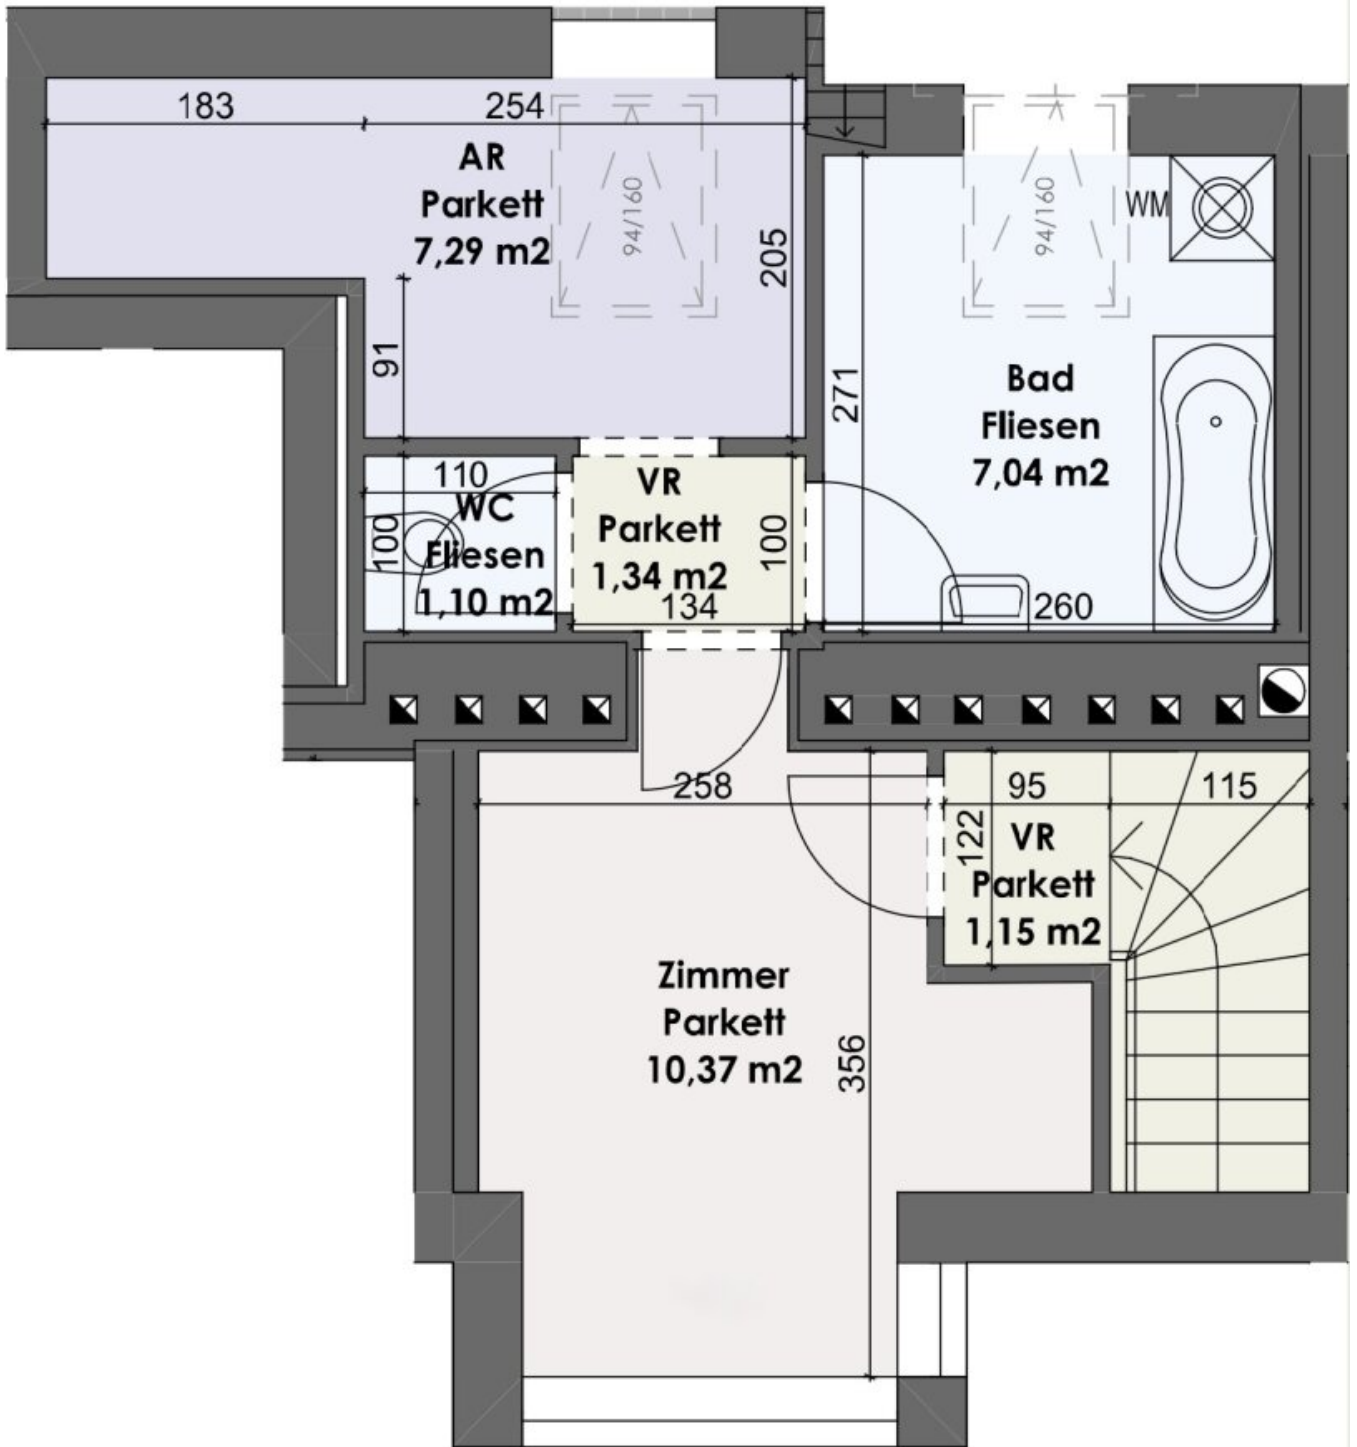 183
254
AR
Parkett
7,29 m2
94/160
205
91
WM
94/160
271
Bad
Fliesen
7,04 m2
110
WC
Fliesen
1,10 m2
100
VR
Parkett
1,34 m2
134
100
260
258
95
115
122
VR
Parkett
1,15 m2
Zimmer
Parkett
10,37 m2
356